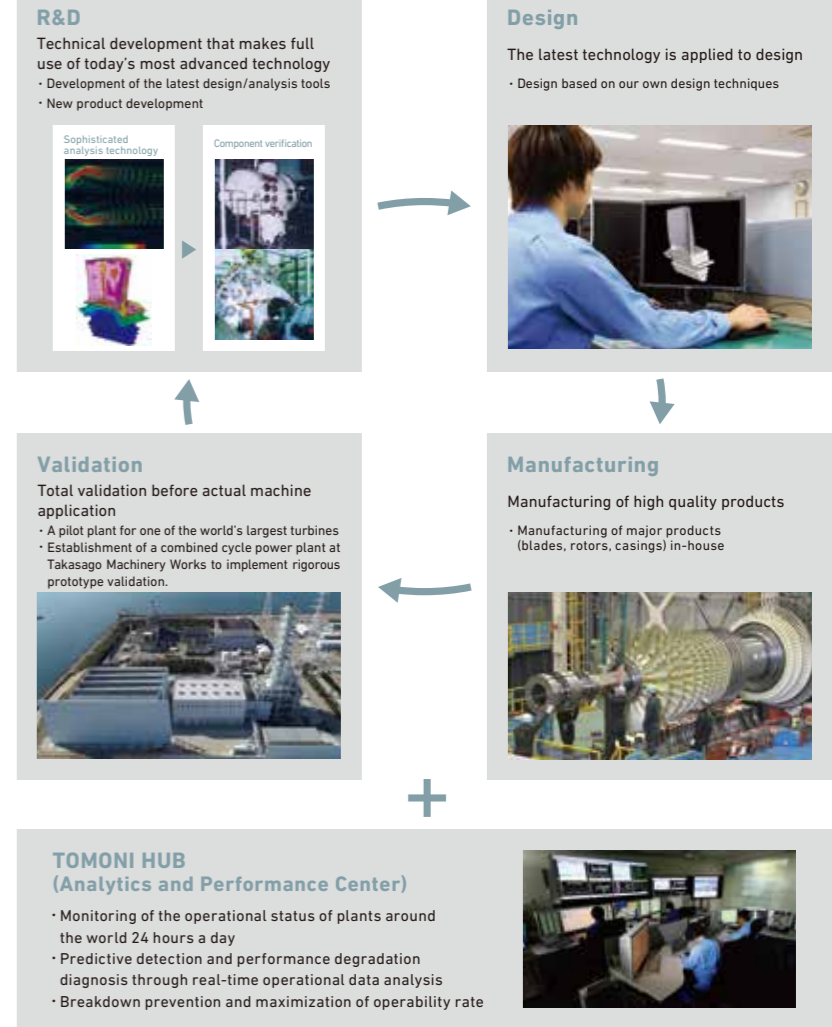 R&D
Technical development that makes full
use of today's most advanced technology
・Development of the latest design/analysis tools
・New product development
Sophisticated
analysis technology
Component verification
Design
The latest technology is applied to design
・Design based on our own design techniques
Validation
Total validation before actual machine
application
・A pilot plant for one of the world's largest turbines
・Establishment of a combined cycle power plant at
Takasago Machinery Works to implement rigorous
prototype validation.
Manufacturing
Manufacturing of high quality products
・Manufacturing of major products
(blades, rotors, casings) in-house
+
TOMONI HUB
(Analytics and Performance Center)
・Monitoring of the operational status of plants around
the world 24 hours a day
・Predictive detection and performance degradation
diagnosis through real-time operational data analysis
・Breakdown prevention and maximization of operability rate